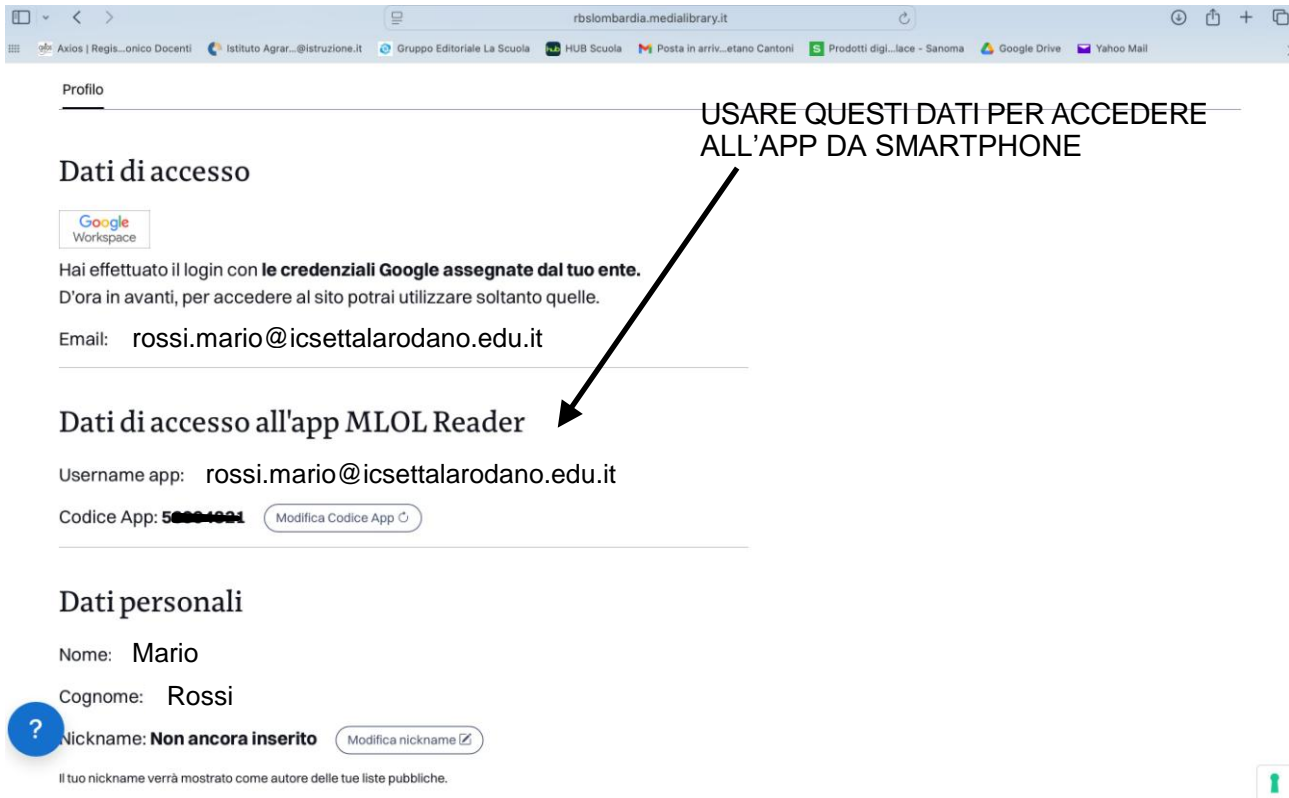 rbslombardia.medialibrary.it
Axios | Regis...onico Docenti Istituto Agrar...@istruzione.it Gruppo Editoriale La Scuola HUB Scuola Posta in arriv...etano Cantoni Prodotti digi...lace - Sanoma Google Drive Yahoo Mail
Profilo
USARE QUESTI DATI PER ACCEDERE
ALL'APP DA SMARTPHONE
Dati di accesso
Google
Workspace
Hai effettuato il login con le credenziali Google assegnate dal tuo ente.
D'ora in avanti, per accedere al sito potrai utilizzare soltanto quelle.
Email: rossi.mario@icsettalarodano.edu.it
Dati di accesso all'app MLOL Reader
Username app: rossi.mario@icsettalarodano.edu.it
Codice App: Modifica Codice App
Dati personali
Nome: Mario
Cognome: Rossi
?
Nickname: Non ancora inserito Modifica nickname
Il tuo nickname verrà mostrato come autore delle tue liste pubbliche.